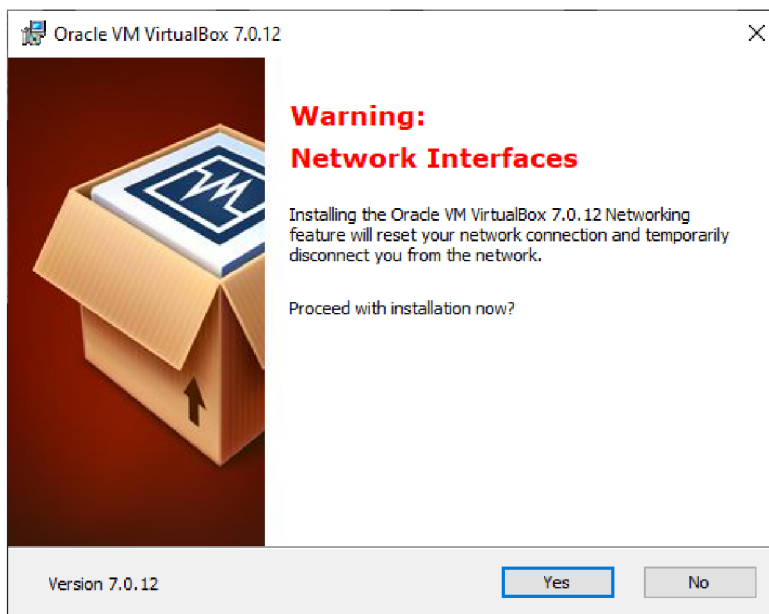 Oracle VM VirtualBox 7.0.12
Warning:
Network Interfaces
Installing the Oracle VM VirtualBox 7.0.12 Networking
feature will reset your network connection and temporarily
disconnect you from the network.
Proceed with installation now?
Version 7.0.12
Yes
No